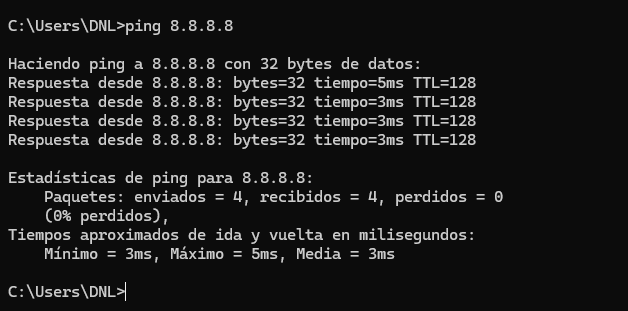 C:\Users\DNL>ping 8.8.8.8
Haciendo ping a 8.8.8.8 con 32 bytes de datos:
Respuesta desde 8.8.8.8: bytes=32 tiempo=5ms TTL=128
Respuesta desde 8.8.8.8: bytes=32 tiempo=3ms TTL=128
Respuesta desde 8.8.8.8: bytes=32 tiempo=3ms TTL=128
Respuesta desde 8.8.8.8: bytes=32 tiempo=3ms TTL=128
Estadísticas de ping para 8.8.8.8:
    Paquetes: enviados = 4, recibidos = 4, perdidos = 0
    (0% perdidos),
Tiempos aproximados de ida y vuelta en milisegundos:
    Mínimo = 3ms, Máximo = 5ms, Media = 3ms
C:\Users\DNL>